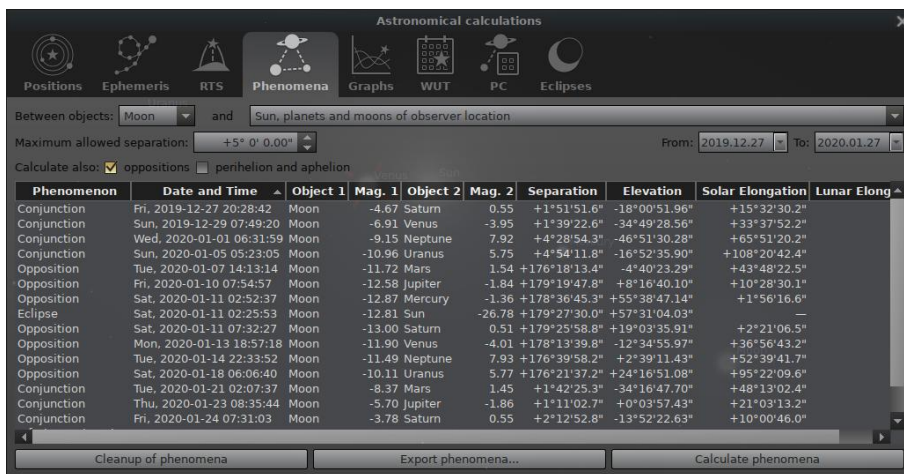 Astronomical calculations
Positions Ephemeris RTS Phenomena Graphs WUT PC Eclipses
Between objects: Moon and Sun, planets and moons of observer location
Maximum allowed separation: +5° 0' 0.00" From: 2019.12.27 To: 2020.01.27
Calculate also: oppositions perihelion and aphelion
Phenomenon Date and Time Object 1 Mag. 1 Object 2 Mag. 2 Separation Elevation Solar Elongation Lunar Elong
Conjunction Fri, 2019-12-27 20:28:42 Moon -4.67 Saturn 0.55 +1°51'51.6" -18°00'51.96" +15°32'30.2"
Conjunction Sun, 2019-12-29 07:49:20 Moon -6.91 Venus -3.95 +1°39'22.6" -34°49'28.56" +33°37'52.2"
Conjunction Wed, 2020-01-01 06:31:59 Moon -9.15 Neptune 7.92 +4°28'54.3" -46°51'30.28" +65°51'20.2"
Conjunction Sun, 2020-01-05 05:23:05 Moon -10.96 Uranus 5.75 +4°54'11.8" -16°52'35.90" +108°20'42.4"
Opposition Tue, 2020-01-07 14:13:14 Moon -11.72 Mars 1.54 +176°18'13.4" -4°40'23.29" +43°48'22.5"
Opposition Fri, 2020-01-10 07:54:57 Moon -12.58 Jupiter -1.84 +179°19'47.8" +8°16'40.10" +10°28'30.1"
Opposition Sat, 2020-01-11 02:52:37 Moon -12.87 Mercury -1.36 +178°36'45.3" +55°38'47.14" +1°56'16.6"
Eclipse Sat, 2020-01-11 02:25:53 Moon -12.81 Sun -26.78 +179°27'30.0" +57°31'04.03" —
Opposition Sat, 2020-01-11 07:32:27 Moon -13.00 Saturn 0.51 +179°25'58.8" +19°03'35.91" +2°21'06.5"
Opposition Mon, 2020-01-13 18:57:18 Moon -11.90 Venus -4.01 +178°13'39.8" -12°34'55.97" +36°56'43.2"
Opposition Tue, 2020-01-14 22:33:52 Moon -11.49 Neptune 7.93 +176°39'58.2" +2°39'11.43" +52°39'41.7"
Opposition Sat, 2020-01-18 06:06:40 Moon -10.11 Uranus 5.77 +176°21'37.2" +24°16'51.08" +95°22'09.6"
Conjunction Tue, 2020-01-21 02:07:37 Moon -8.37 Mars 1.45 +1°42'25.3" -34°16'47.70" +48°13'02.4"
Conjunction Thu, 2020-01-23 08:35:44 Moon -5.70 Jupiter -1.86 +1°11'02.7" +0°03'57.43" +21°03'13.2"
Conjunction Fri, 2020-01-24 07:31:03 Moon -3.78 Saturn 0.55 +2°12'52.8" -13°52'22.63" +10°00'46.0"
Cleanup of phenomena Export phenomena... Calculate phenomena